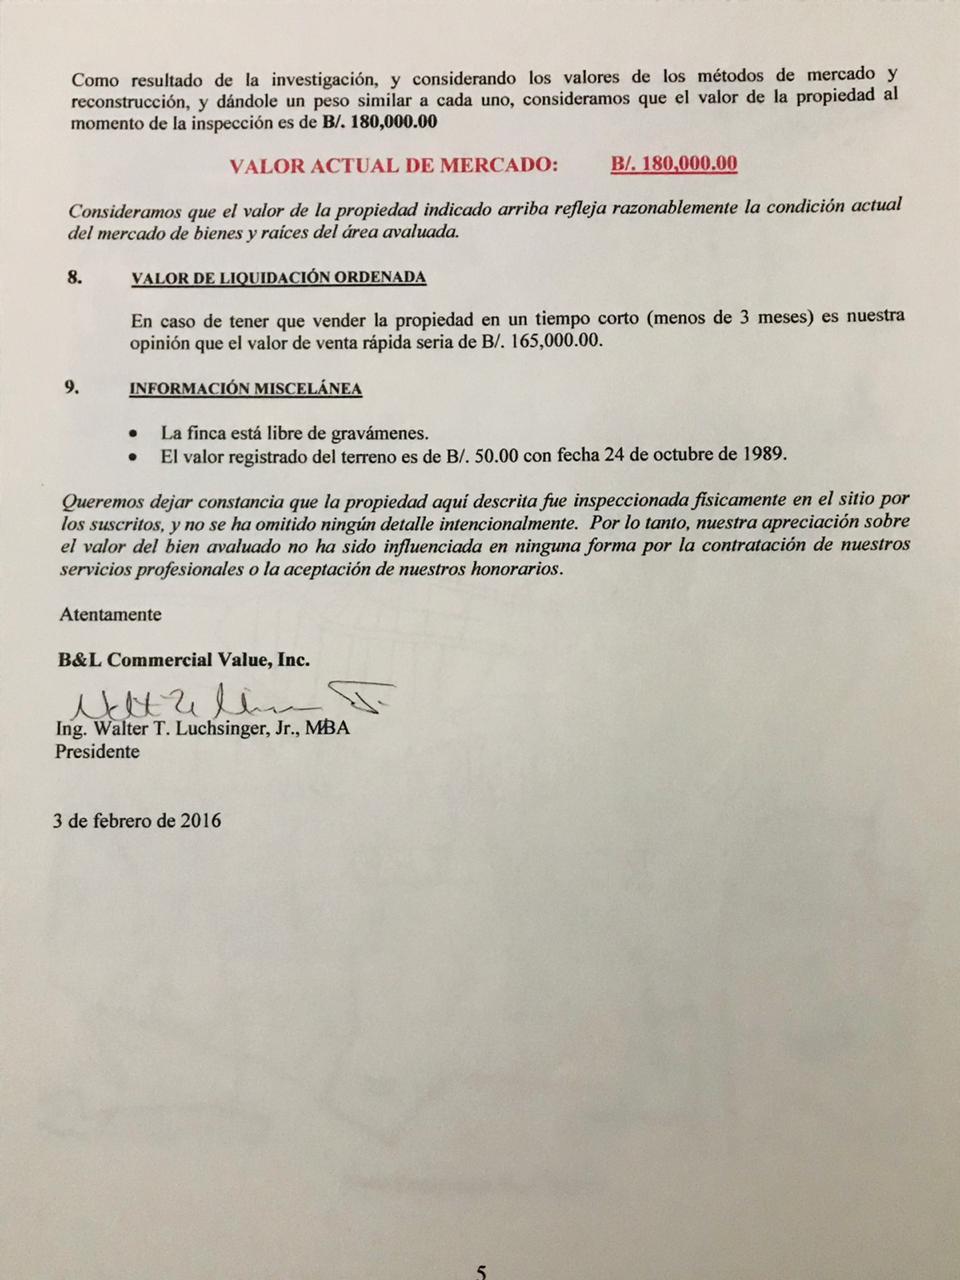 Como resultado de la investigación, y considerando los valores de los métodos de mercado y
reconstrucción, y dándole un peso similar a cada uno, consideramos que el valor de la propiedad al
momento de la inspección es de B/. 180,000.00
VALOR ACTUAL DE MERCADO: B/. 180,000.00
Consideramos que el valor de la propiedad indicado arriba refleja razonablemente la condición actual
del mercado de bienes y raíces del área avaluada.
8. VALOR DE LIQUIDACIÓN ORDENADA
En caso de tener que vender la propiedad en un tiempo corto (menos de 3 meses) es nuestra
opinión que el valor de venta rápida seria de B/. 165,000.00.
9. INFORMACIÓN MISCELÁNEA
• La finca está libre de gravámenes.
• El valor registrado del terreno es de B/. 50.00 con fecha 24 de octubre de 1989.
Queremos dejar constancia que la propiedad aquí descrita fue inspeccionada físicamente en el sitio por
los suscritos, y no se ha omitido ningún detalle intencionalmente. Por lo tanto, nuestra apreciación sobre
el valor del bien avaluado no ha sido influenciada en ninguna forma por la contratación de nuestros
servicios profesionales o la aceptación de nuestros honorarios.
Atentamente
B&L Commercial Value, Inc.
Ing. Walter T. Luchsinger, Jr., MBA
Presidente
3 de febrero de 2016
5